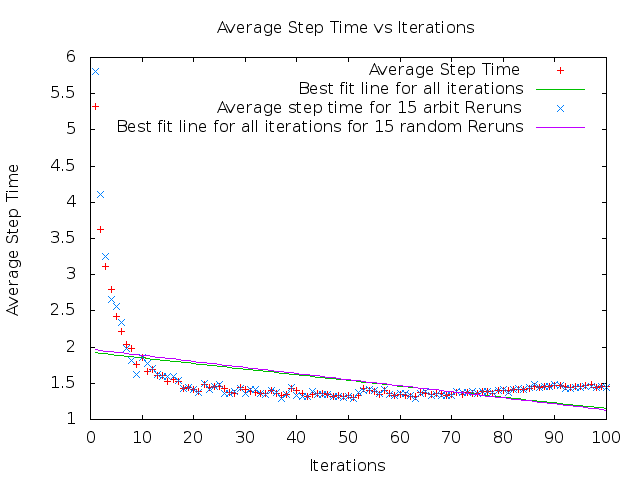 Average Step Time vs Iterations
Average Step Time
Best fit line for all iterations
Average step time for 15 arbit Reruns
Best fit line for all iterations for 15 random Reruns
6
5.5
5
4.5
4
3.5
3
2.5
2
1.5
1
Average Step Time
0 10 20 30 40 50 60 70 80 90 100
Iterations